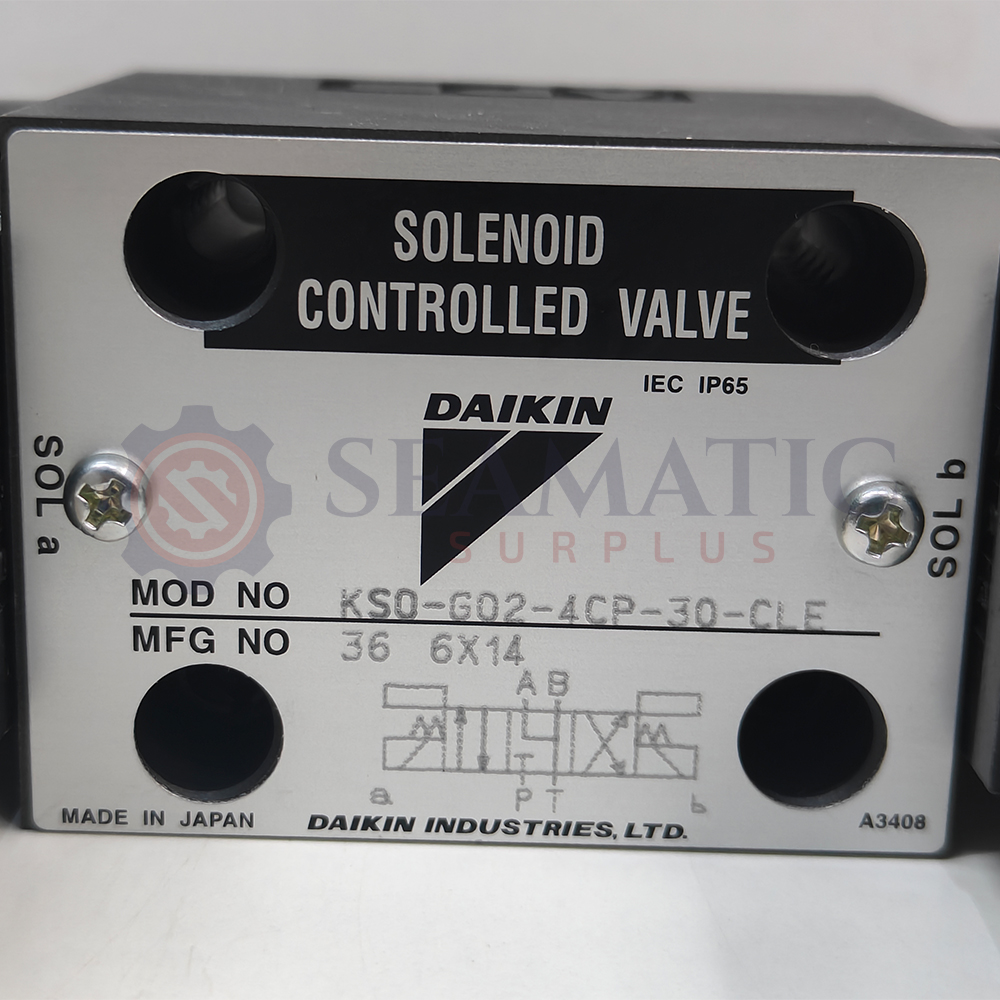 SOLENOID
CONTROLLED VALVE
IEC IP65
DAIKIN
SEAMATIC
SURPLUS
SOL a
SOL b
MOD NO KSO-G02-4CP-30-CLE
MFG NO 36 6X14
A B
a P T b
MADE IN JAPAN DAIKIN INDUSTRIES, LTD. A3408